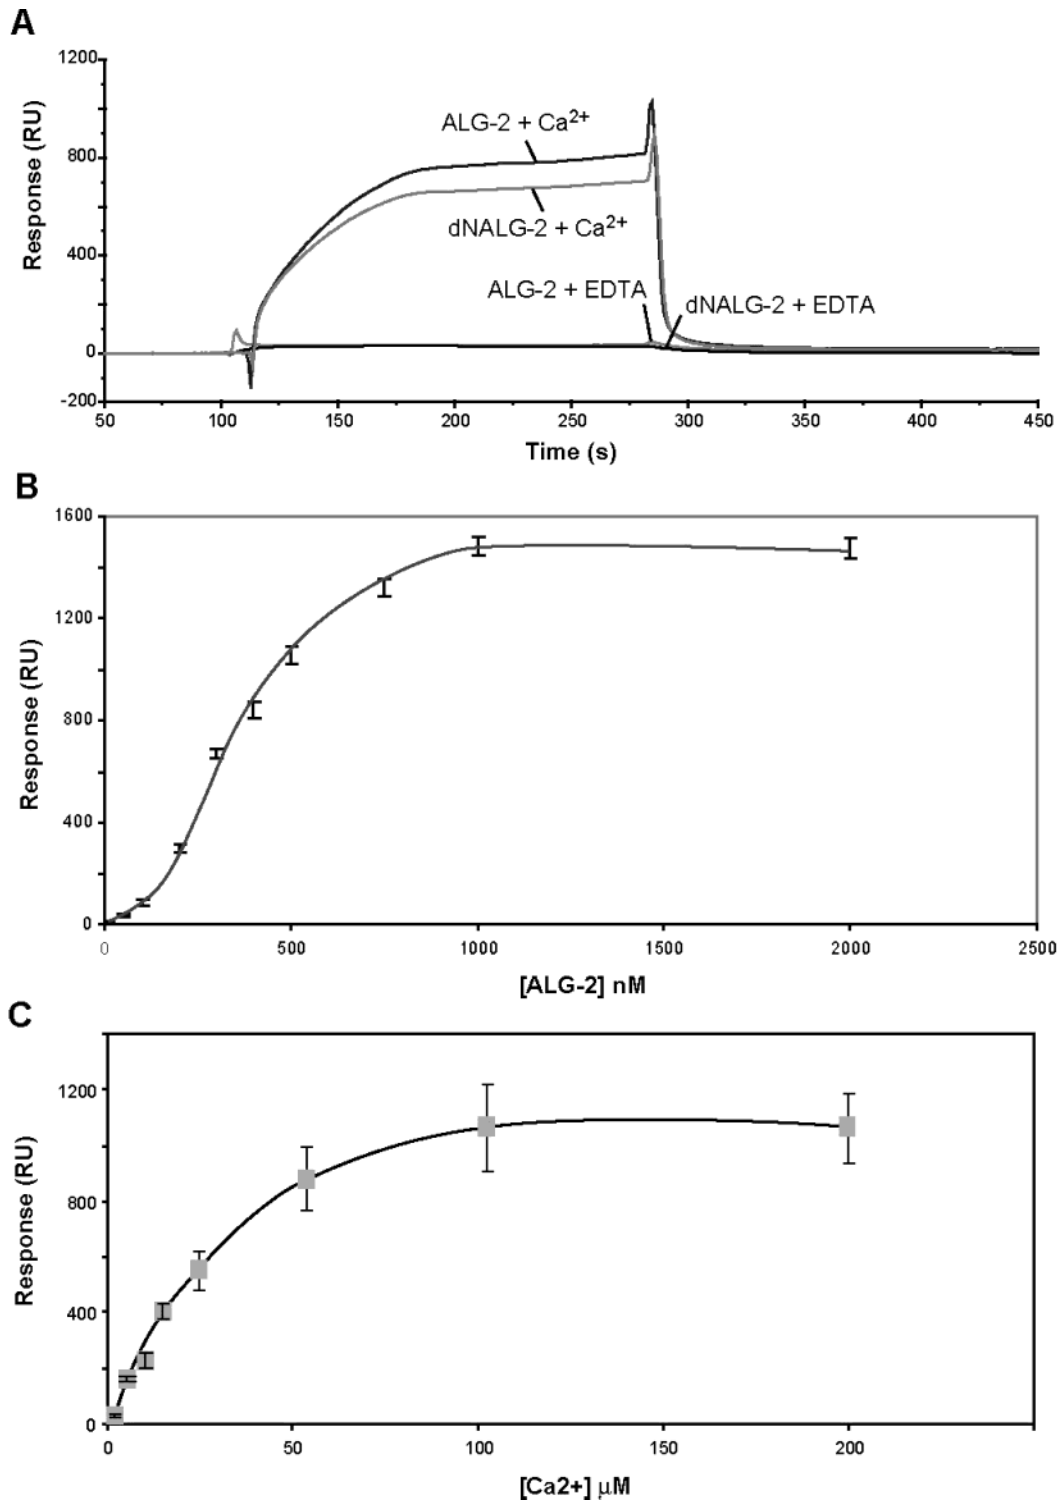 A
1200
800
400
0
-200
Response (RU)
ALG-2 + Ca2+
dNALG-2 + Ca2+
ALG-2 + EDTA
dNALG-2 + EDTA
50 100 150 200 250 300 350 400 450
Time (s)
B
1600
1200
800
400
0
Response (RU)
0 500 1000 1500 2000 2500
[ALG-2] nM
C
1200
800
400
0
Response (RU)
0 50 100 150 200
[Ca2+] μM